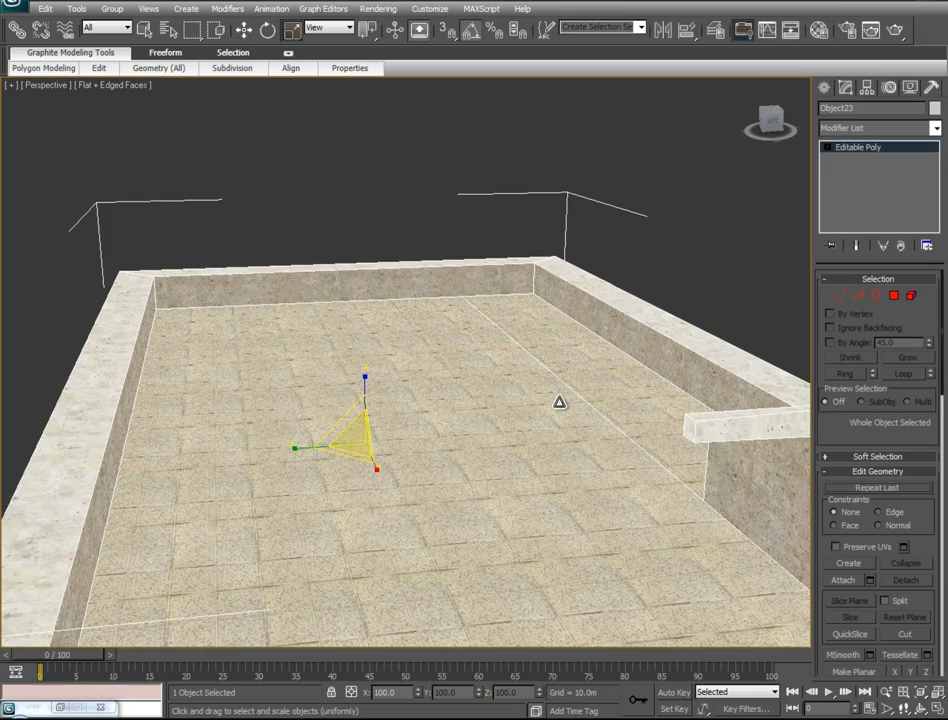 Edit Tools Group Views Create Modifiers Animation Graph Editors Rendering Customize MAXScript Help
All View 3 Create Selection Se
Graphite Modeling Tools Freeform Selection
Polygon Modeling Edit Geometry (All) Subdivision Align Properties
[ + ] [ Perspective ] [ Flat + Edged Faces ]
Object23
Modifier List
Editable Poly
Selection
By Vertex
Ignore Backfacing
By Angle: 45.0
Shrink Grow
Ring Loop
Preview Selection
Off SubObj Multi
Whole Object Selected
Soft Selection
Edit Geometry
Repeat Last
Constraints
None Edge
Face Normal
Preserve UVs
Create Collapse
Attach Detach
Slice Plane Split
Slice Reset Plane
QuickSlice Cut
MSmooth Tessellate
Make Planar X Y Z
0 / 100
0 5 10 15 20 25 30 35 40 45 50 55 60 65 70 75 80 85 90 95 100
1 Object Selected X: 100.0 Y: 100.0 Z: 100.0 Grid = 10.0m Auto Key Selected
Click and drag to select and scale objects (uniformly) Add Time Tag Set Key Key Filters... 0